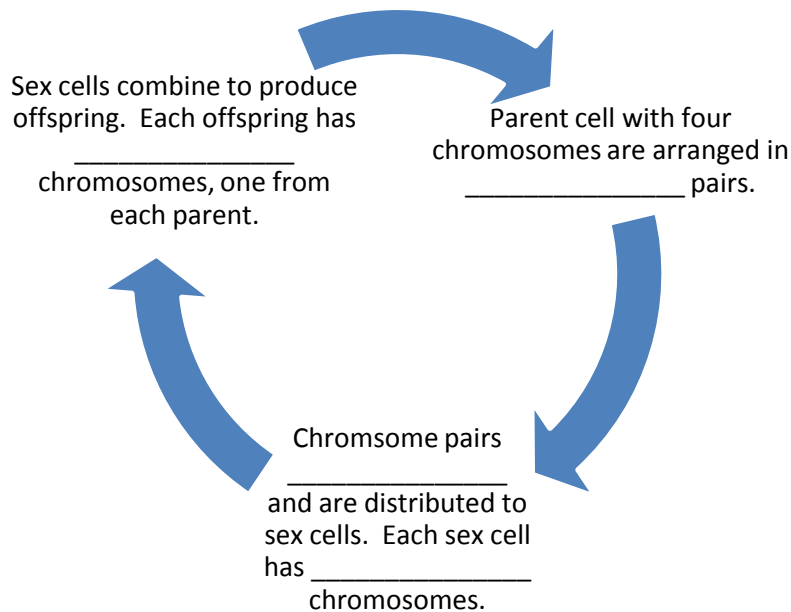 Sex cells combine to produce
offspring. Each offspring has
_______________
chromosomes, one from
each parent.
Parent cell with four
chromosomes are arranged in
_______________ pairs.
Chromsome pairs
_______________
and are distributed to
sex cells. Each sex cell
has _______________
chromosomes.